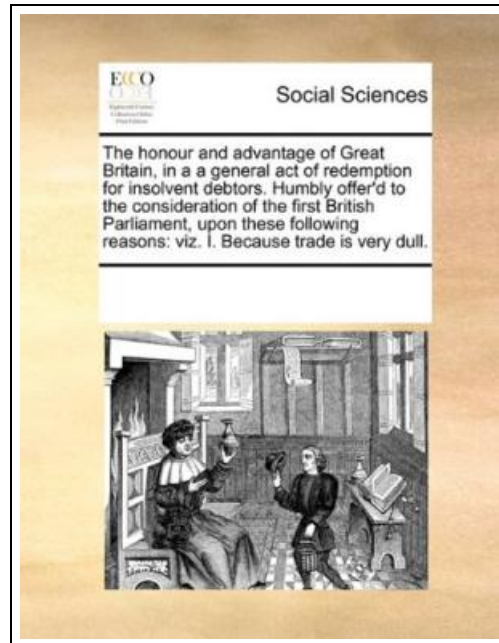 ECCO
Social Sciences
The honour and advantage of Great
Britain, in a a general act of redemption
for insolvent debtors. Humbly offer'd to
the consideration of the first British
Parliament, upon these following
reasons: viz. I. Because trade is very dull.